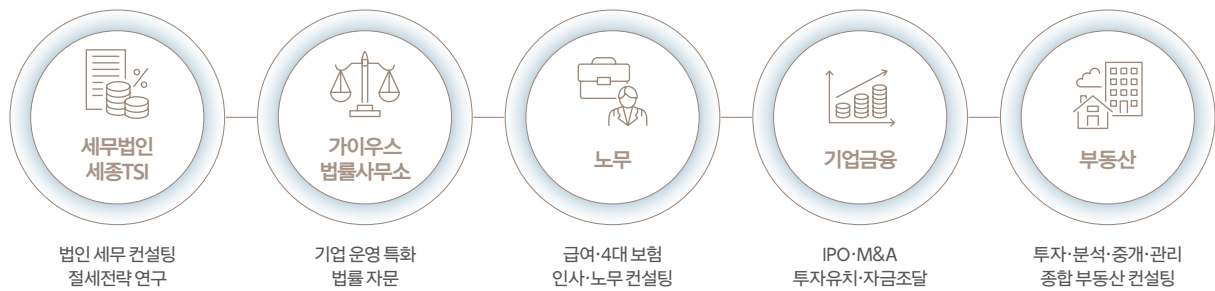 세무법인
세종TSI
가이우스
법률사무소
노무
기업금융
부동산
법인 세무 컨설팅
절세전략 연구
기업 운영 특화
법률 자문
급여·4대 보험
인사·노무 컨설팅
IPO·M&A
투자유치·자금조달
투자·분석·중개·관리
종합 부동산 컨설팅